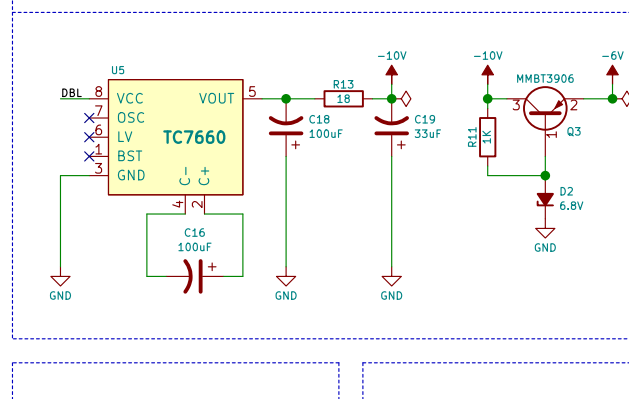 U5
DBL
8 VCC
7 OSC
6 LV
1 BST
3 GND
VOUT 5
TC7660
C-
C+
4
2
C16
100uF
+
GND
C18
100uF
+
GND
R13
18
-10V
C19
33uF
+
GND
-10V
R11
1K
MMBT3906
3
2
1
Q3
-6V
D2
6.8V
GND